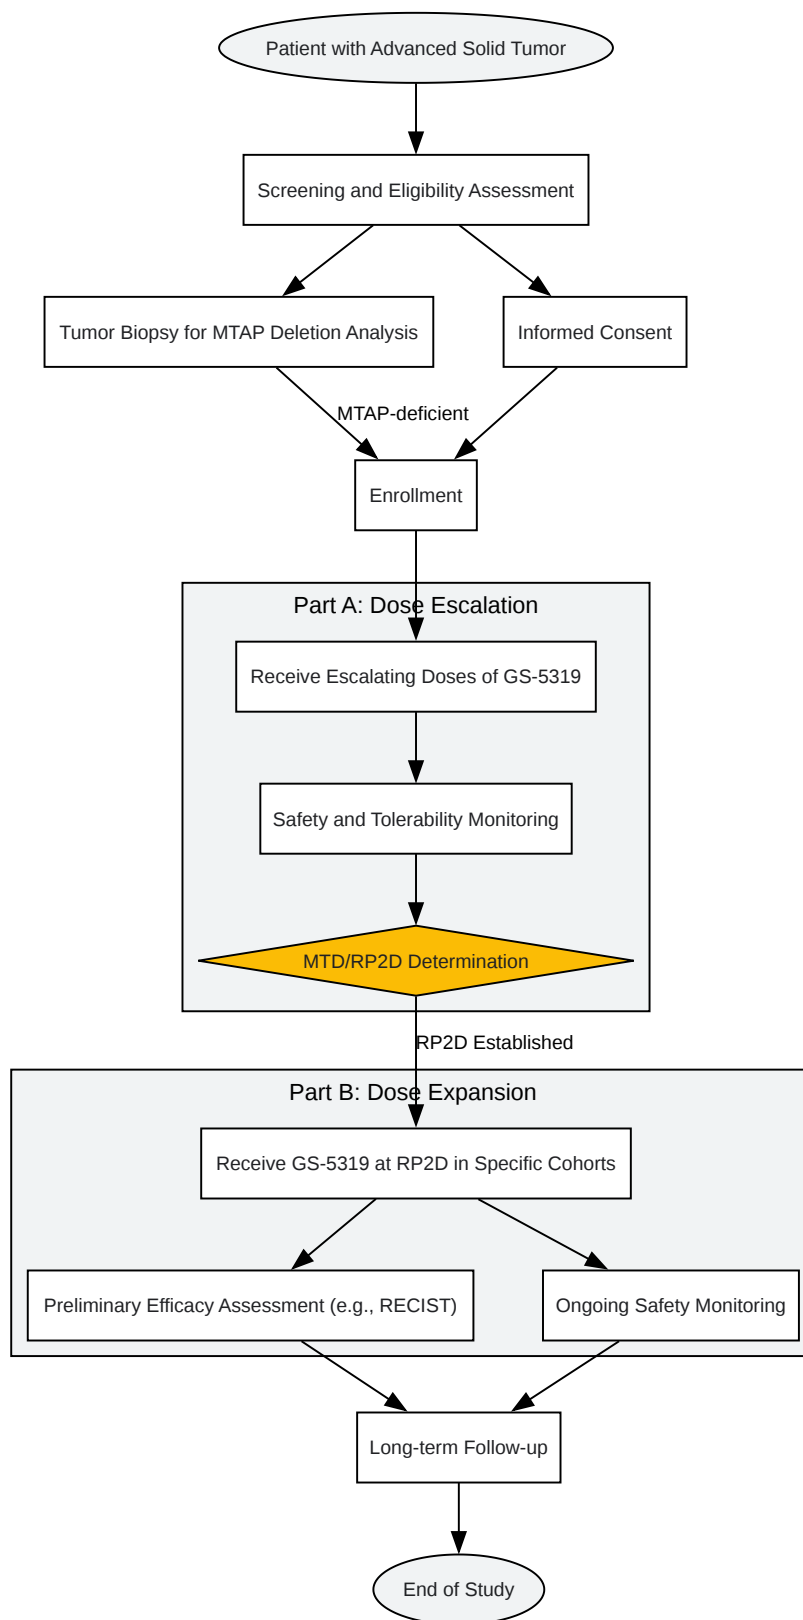 Patient with Advanced Solid Tumor
Screening and Eligibility Assessment
Tumor Biopsy for MTAP Deletion Analysis
Informed Consent
MTAP-deficient
Enrollment
Part A: Dose Escalation
Receive Escalating Doses of GS-5319
Safety and Tolerability Monitoring
MTD/RP2D Determination
RP2D Established
Part B: Dose Expansion
Receive GS-5319 at RP2D in Specific Cohorts
Preliminary Efficacy Assessment (e.g., RECIST)
Ongoing Safety Monitoring
Long-term Follow-up
End of Study